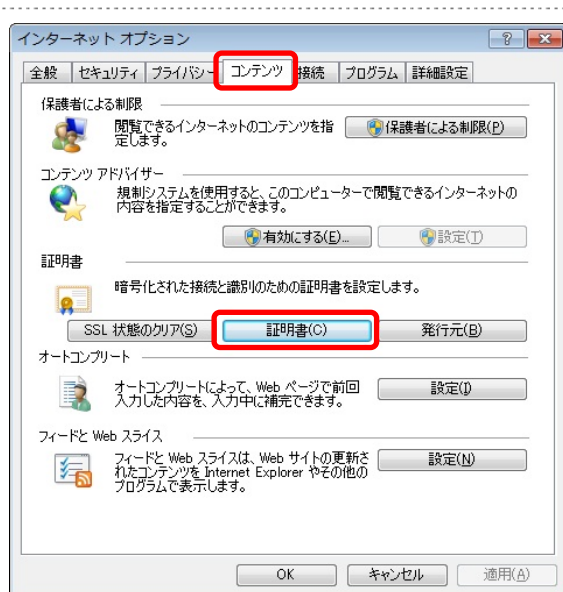 インターネット オプション
全般 セキュリティ プライバシー コンテンツ 接続 プログラム 詳細設定
保護者による制限
閲覧できるインターネットのコンテンツを指
定します。
保護者による制限(P)
コンテンツ アドバイザー
規制システムを使用すると、このコンピューターで閲覧できるインターネットの
内容を指定することができます。
有効にする(E)... 設定(T)
証明書
暗号化された接続と識別のための証明書を設定します。
SSL 状態のクリア(S) 証明書(C) 発行元(B)
オートコンプリート
オートコンプリートによって、Web ページで前回
入力した内容を、入力中に補完できます。
設定(I)
フィードと Web スライス
フィードと Web スライスは、Web サイトの更新さ
れたコンテンツを Internet Explorer やその他の
プログラムで表示します。
設定(N)
OK キャンセル 適用(A)